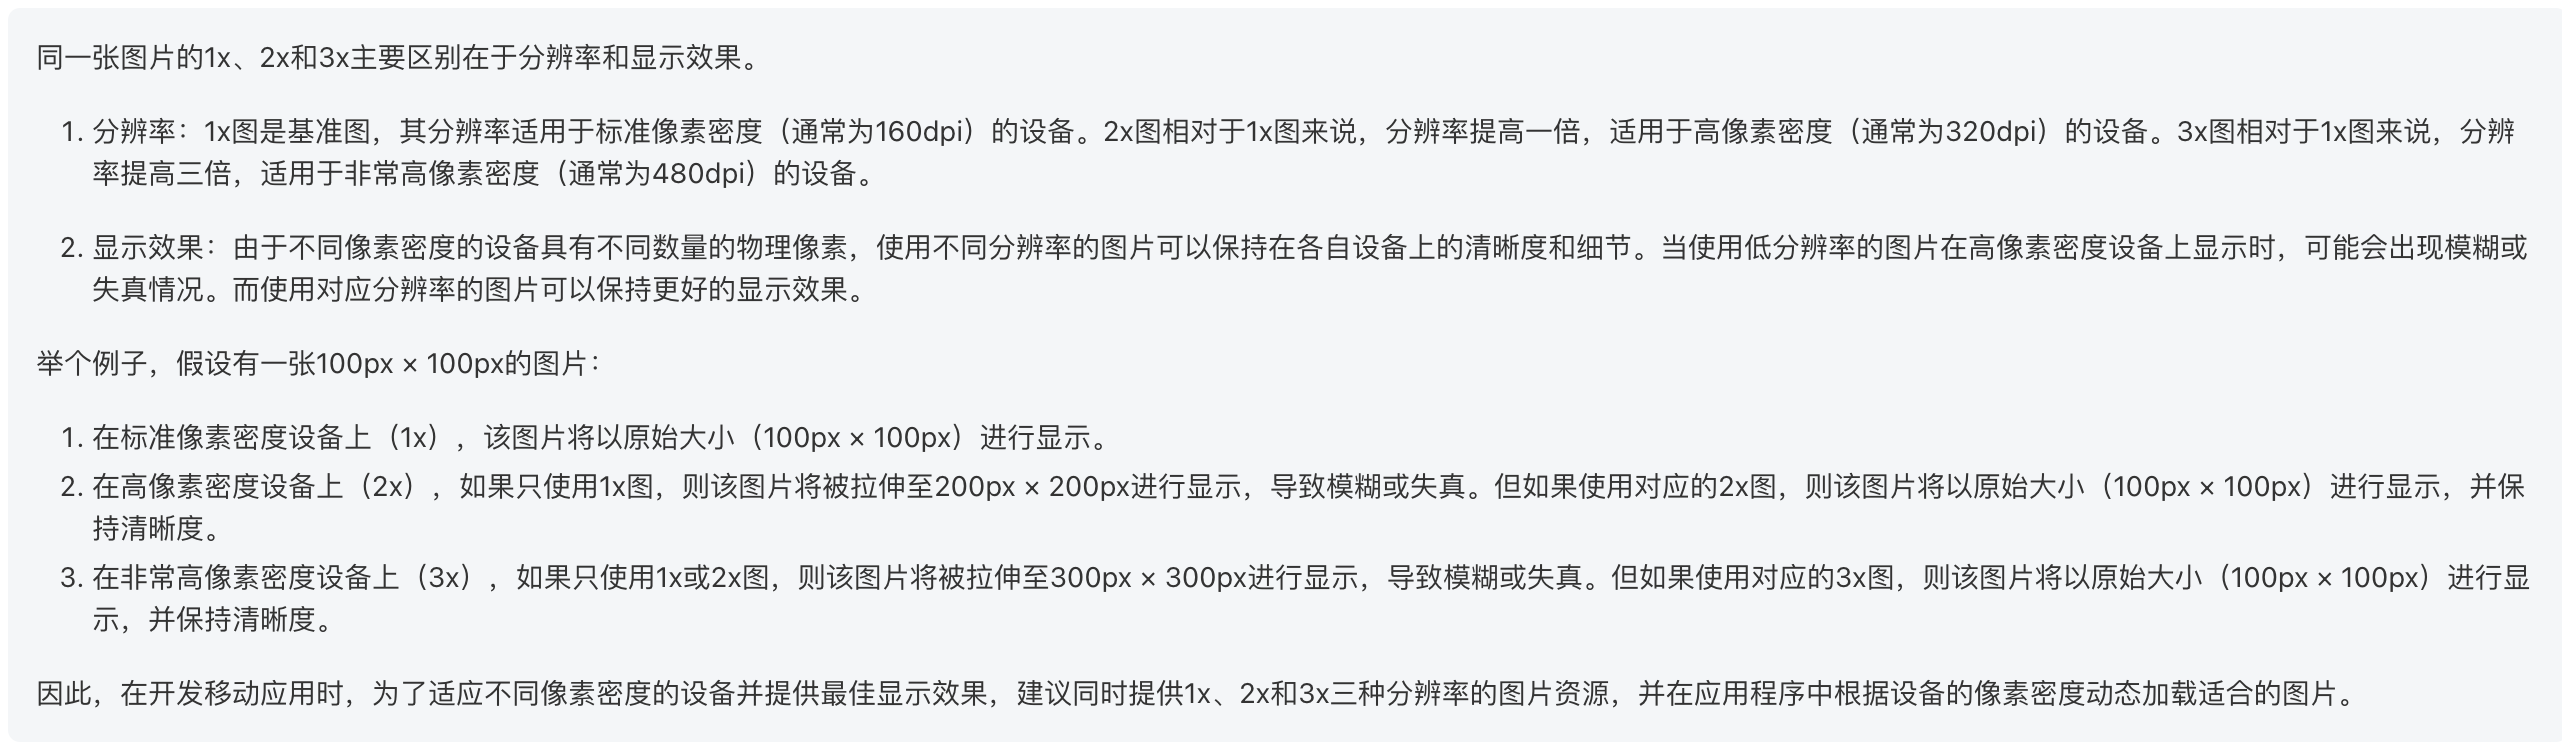 同一张图片的1x、2x和3x主要区别在于分辨率和显示效果。
1. 分辨率：1x图是基准图，其分辨率适用于标准像素密度（通常为160dpi）的设备。2x图相对于1x图来说，分辨率提高一倍，适用于高像素密度（通常为320dpi）的设备。3x图相对于1x图来说，分辨
率提高三倍，适用于非常高像素密度（通常为480dpi）的设备。
2. 显示效果：由于不同像素密度的设备具有不同数量的物理像素，使用不同分辨率的图片可以保持在各自设备上的清晰度和细节。当使用低分辨率的图片在高像素密度设备上显示时，可能会出现模糊或
失真情况。而使用对应分辨率的图片可以保持更好的显示效果。
举个例子，假设有一张100px × 100px的图片：
1. 在标准像素密度设备上（1x），该图片将以原始大小（100px × 100px）进行显示。
2. 在高像素密度设备上（2x），如果只使用1x图，则该图片将被拉伸至200px × 200px进行显示，导致模糊或失真。但如果使用对应的2x图，则该图片将以原始大小（100px × 100px）进行显示，并保
持清晰度。
3. 在非常高像素密度设备上（3x），如果只使用1x或2x图，则该图片将被拉伸至300px × 300px进行显示，导致模糊或失真。但如果使用对应的3x图，则该图片将以原始大小（100px × 100px）进行显
示，并保持清晰度。
因此，在开发移动应用时，为了适应不同像素密度的设备并提供最佳显示效果，建议同时提供1x、2x和3x三种分辨率的图片资源，并在应用程序中根据设备的像素密度动态加载适合的图片。